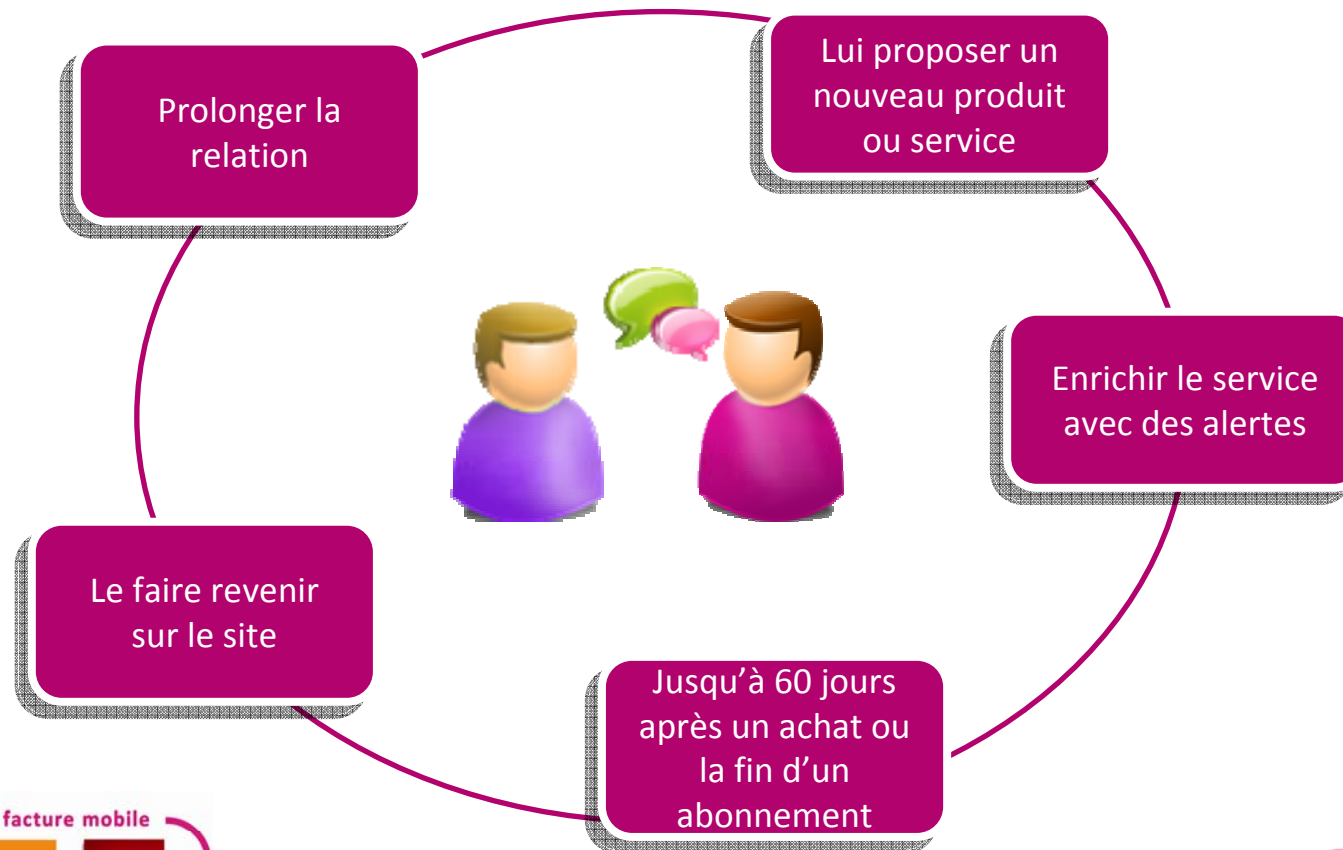 Prolonger la
relation
Lui proposer un
nouveau produit
ou service
Enrichir le service
avec des alertes
Jusqu’à 60 jours
après un achat ou
la fin d’un
abonnement
Le faire revenir
sur le site
facture mobile